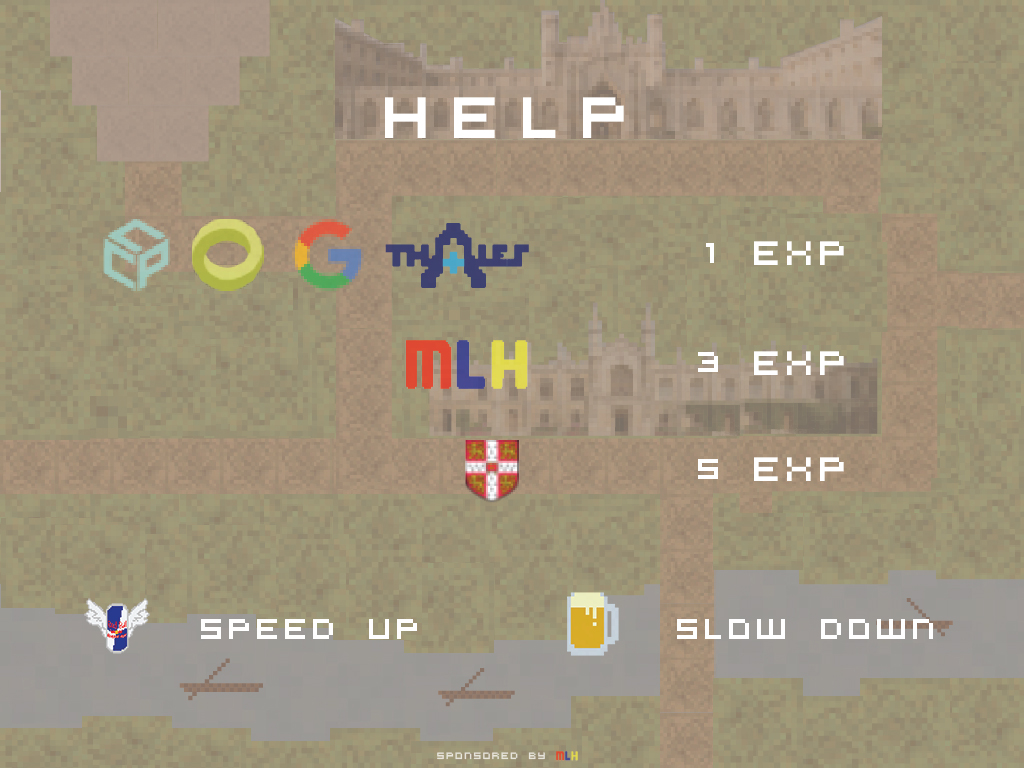 HELP
G THALES 1 EXP
MLH 3 EXP
5 EXP
SPEED UP SLOW DOWN
SPONSORED BY MLH